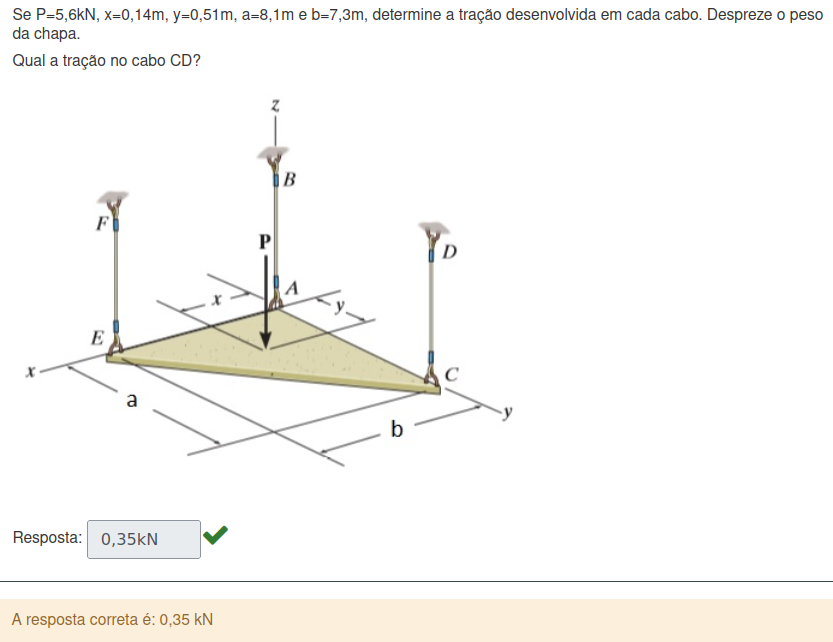 Se P=5,6kN, x=0,14m, y=0,51m, a=8,1m e b=7,3m, determine a tração desenvolvida em cada cabo. Despreze o peso
da chapa.
Qual a tração no cabo CD?
z
B
F
P
D
A
x
y
E
x
C
a
y
b
Resposta: 0,35kN
A resposta correta é: 0,35 kN